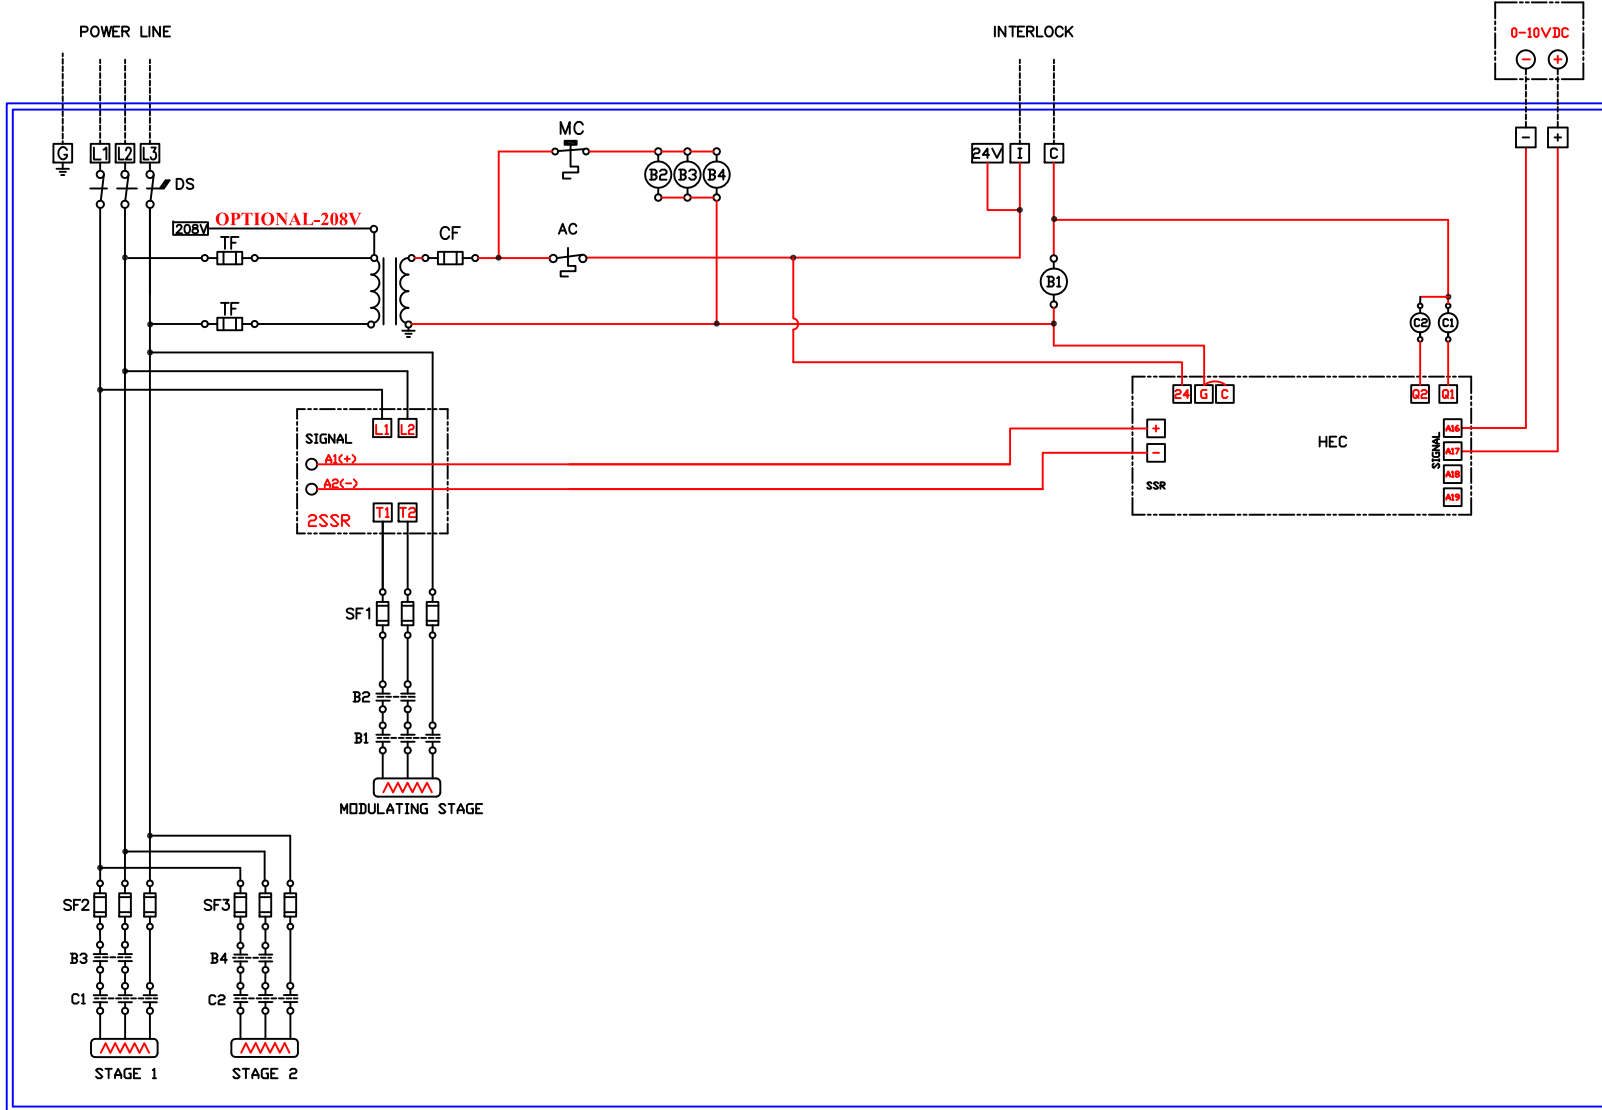 POWER LINE
INTERLOCK
0-10VDC
- +
G L1 L2 L3
DS
MC
B2 B3 B4
24V I C
- +
OPTIONAL-208V
208V
TF
CF
AC
B1
TF
C2 C1
24 G C
Q2 Q1
L1 L2
SIGNAL
A1(+)
A2(-)
2SSR
T1 T2
+
-
SSR
HEC
SIGNAL
A16
A17
A18
A19
SF1
B2
B1
MODULATING STAGE
SF2
SF3
B3
B4
C1
C2
STAGE 1
STAGE 2